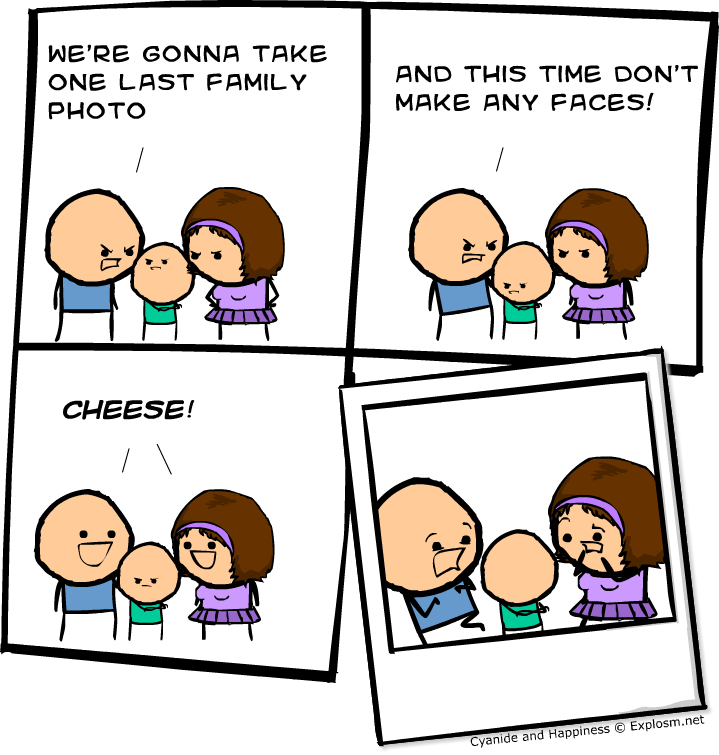 WE'RE GONNA TAKE
ONE LAST FAMILY
PHOTO
AND THIS TIME DON'T
MAKE ANY FACES!
CHEESE!
Cyanide and Happiness © Explosm.net